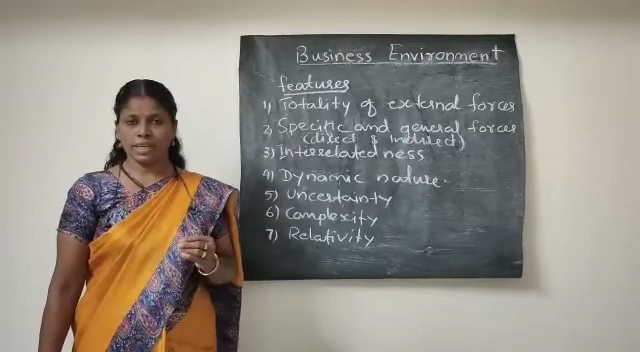 Business Environment
features
1) Totality of external forces
2) Specific and general forces
(direct & indirect)
3) Interrelatedness
4) Dynamic nature.
5) Uncertainty
6) Complexity
7) Relativity